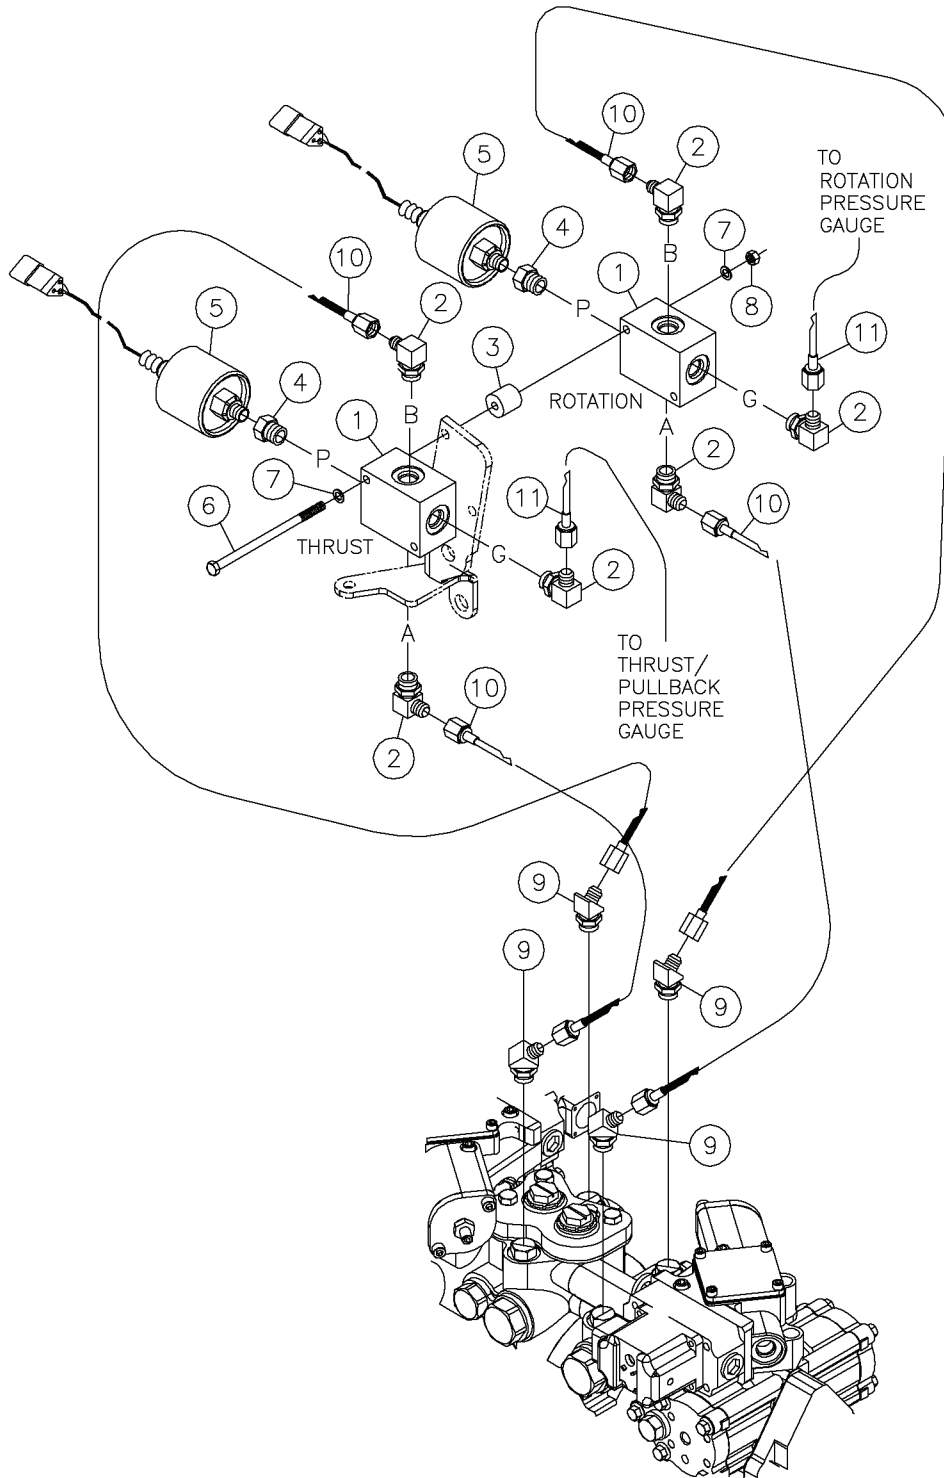 10
2
TO
ROTATION
PRESSURE
GAUGE
5
4
B
7
8
1
P
10
2
5
3
11
ROTATION
G
2
4
B
A
1
P
2
7
11
10
6
THRUST
G
2
A
TO
THRUST/
PULLBACK
PRESSURE
GAUGE
10
2
9
9
9
9